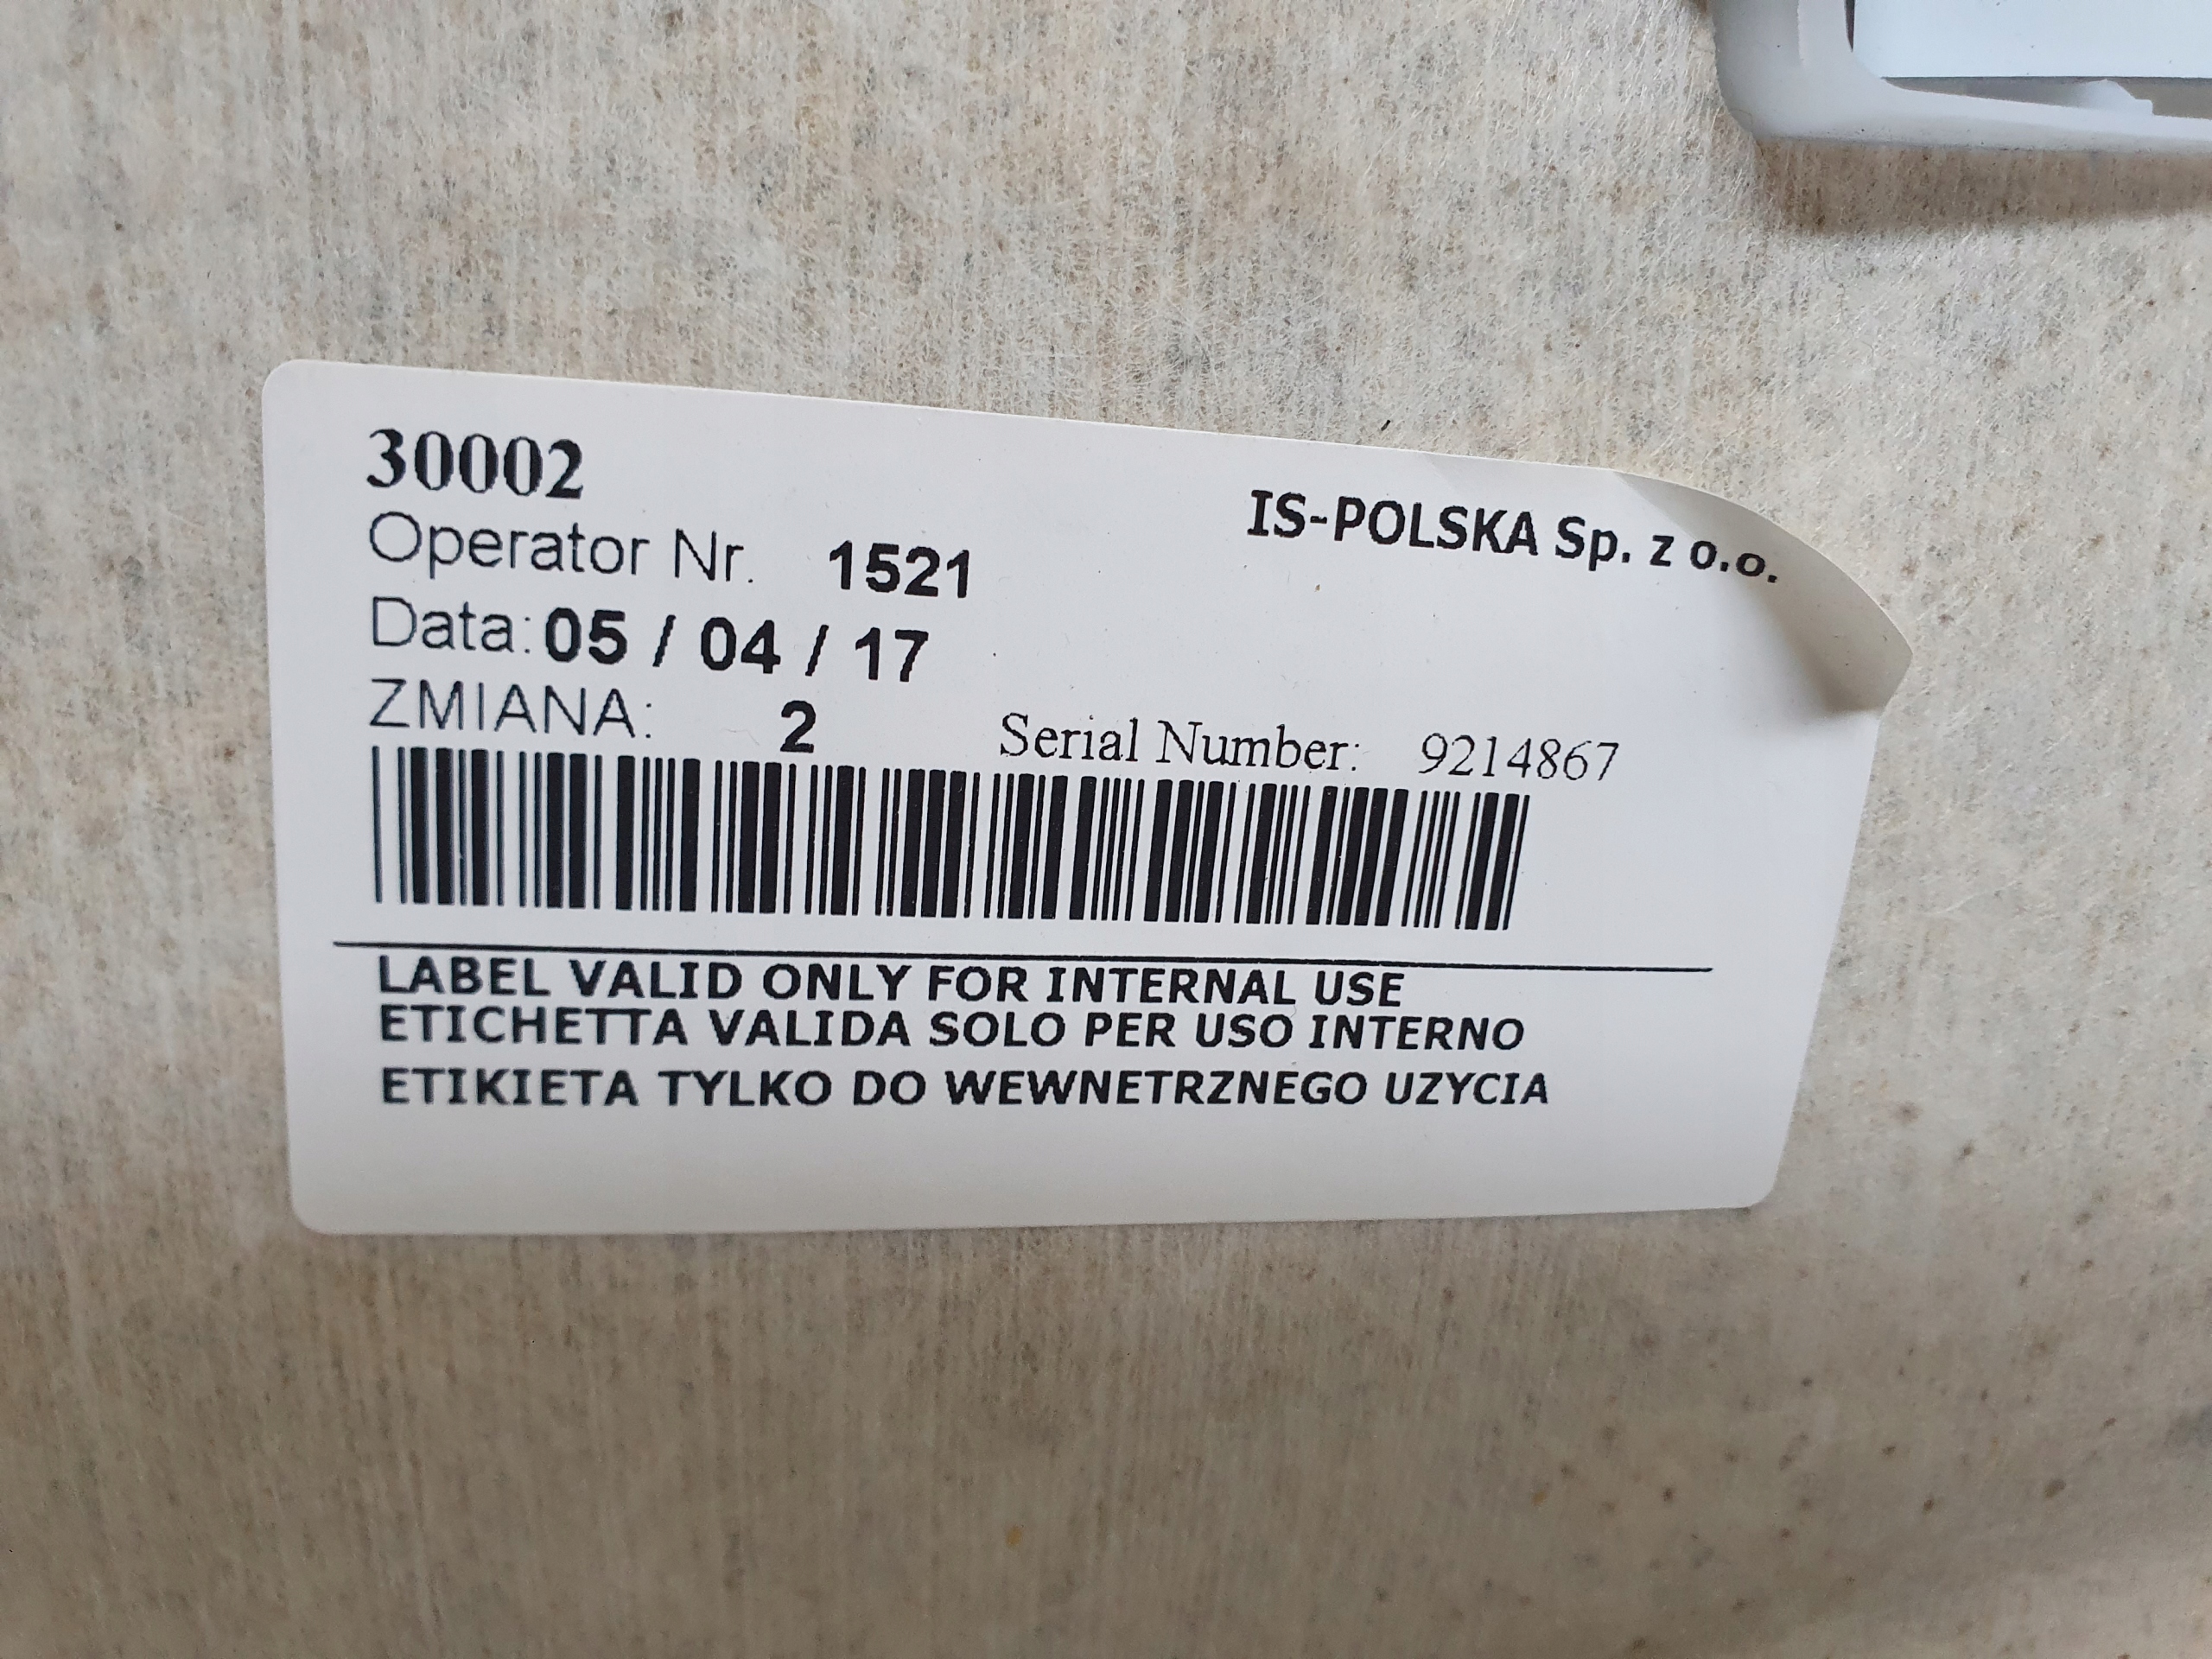 30002
IS-POLSKA Sp. z o.o.
Operator Nr. 1521
Data: 05 / 04 / 17
ZMIANA: 2
Serial Number: 9214867
LABEL VALID ONLY FOR INTERNAL USE
ETICHETTA VALIDA SOLO PER USO INTERNO
ETIKIETA TYLKO DO WEWNETRZNEGO UZYCIA